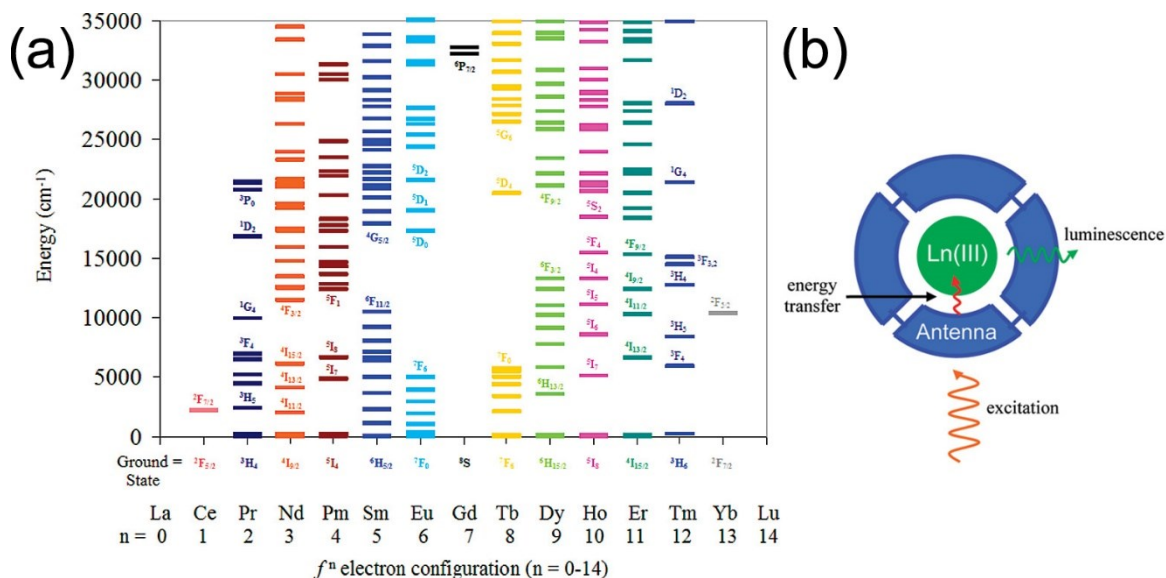 (a)
Energy (cm⁻¹)
35000
30000
25000
20000
15000
10000
5000
0
²F₇/₂
³P₀
¹D₂
¹G₄
³F₄
³H₅
⁴F₃/₂
⁴I₁₅/₂
⁴I₁₃/₂
⁴I₁₁/₂
⁵F₁
⁵I₈
⁵I₇
⁴G₅/₂
⁶F₁₁/₂
⁵D₂
⁵D₁
⁵D₀
⁷F₆
⁶P₇/₂
⁵D₄
⁷F₀
⁴F₉/₂
⁶F₃/₂
⁶H₁₃/₂
⁵S₂
⁵F₄
⁵I₄
⁵I₅
⁵I₆
⁵I₇
⁴F₉/₂
⁴I₉/₂
⁴I₁₁/₂
⁴I₁₃/₂
¹D₂
¹G₄
³F₃,₂
³H₄
³H₅
³F₄
Ground = State
²F₅/₂ ³H₄ ⁴I₉/₂ ⁵I₄ ⁶H₅/₂ ⁷F₀ ⁸S ⁷F₆ ⁶H₁₅/₂ ⁵I₈ ⁴I₁₅/₂ ³H₆ ²F₇/₂
La Ce Pr Nd Pm Sm Eu Gd Tb Dy Ho Er Tm Yb Lu
n = 0 1 2 3 4 5 6 7 8 9 10 11 12 13 14
fⁿ electron configuration (n = 0-14)
(b)
Ln(III)
luminescence
energy
transfer
Antenna
excitation